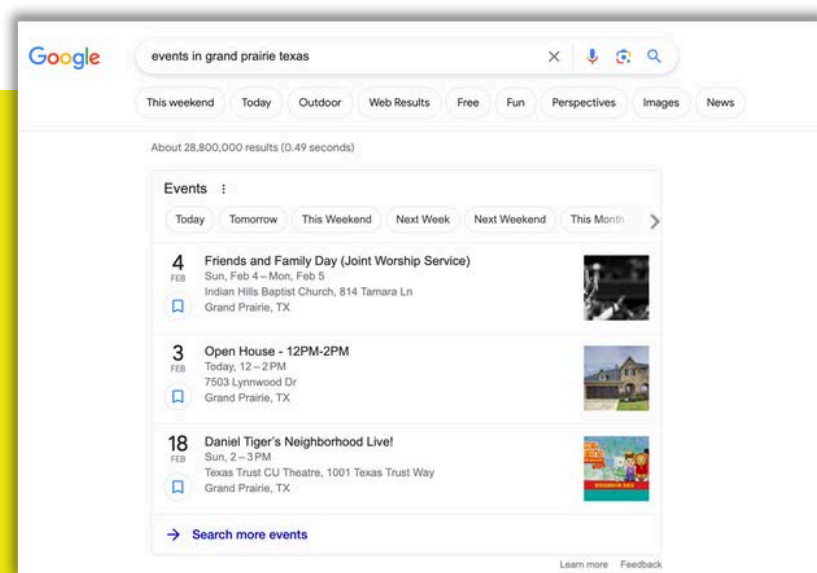 Google
events in grand prairie texas
This weekend Today Outdoor Web Results Free Fun Perspectives Images News
About 28,800,000 results (0.49 seconds)
Events
Today Tomorrow This Weekend Next Week Next Weekend This Month
4
FEB
Friends and Family Day (Joint Worship Service)
Sun, Feb 4 – Mon, Feb 5
Indian Hills Baptist Church, 814 Tamara Ln
Grand Prairie, TX
3
FEB
Open House - 12PM-2PM
Today, 12 – 2 PM
7503 Lynnwood Dr
Grand Prairie, TX
18
FEB
Daniel Tiger's Neighborhood Live!
Sun, 2 – 3 PM
Texas Trust CU Theatre, 1001 Texas Trust Way
Grand Prairie, TX
Search more events
Learn more Feedback